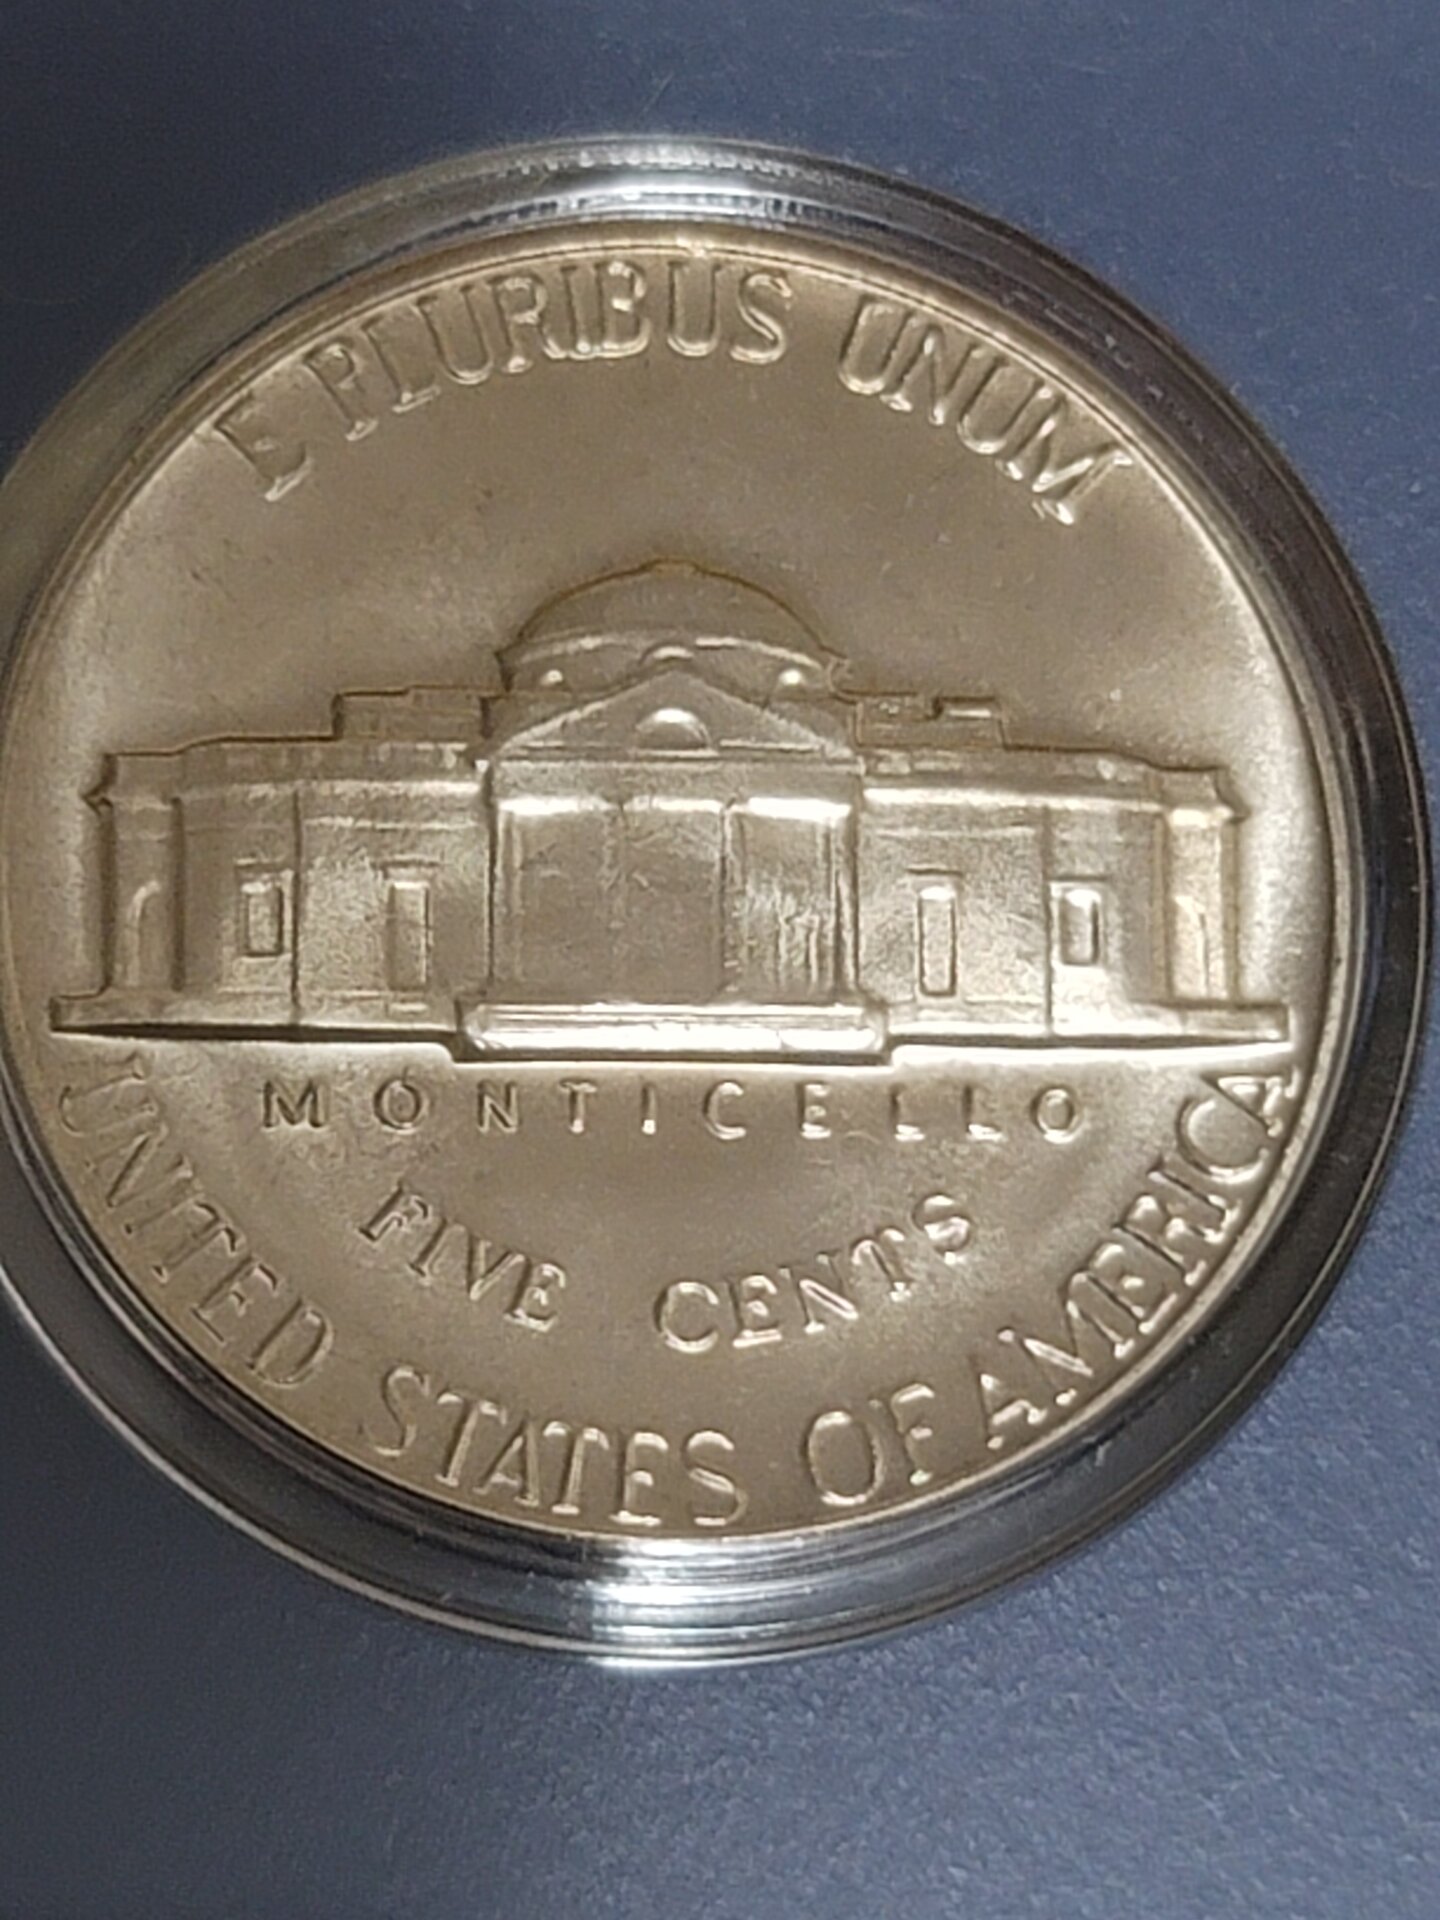 E PLURIBUS UNUM
MONTICELLO
FIVE CENTS
UNITED STATES OF AMERICA